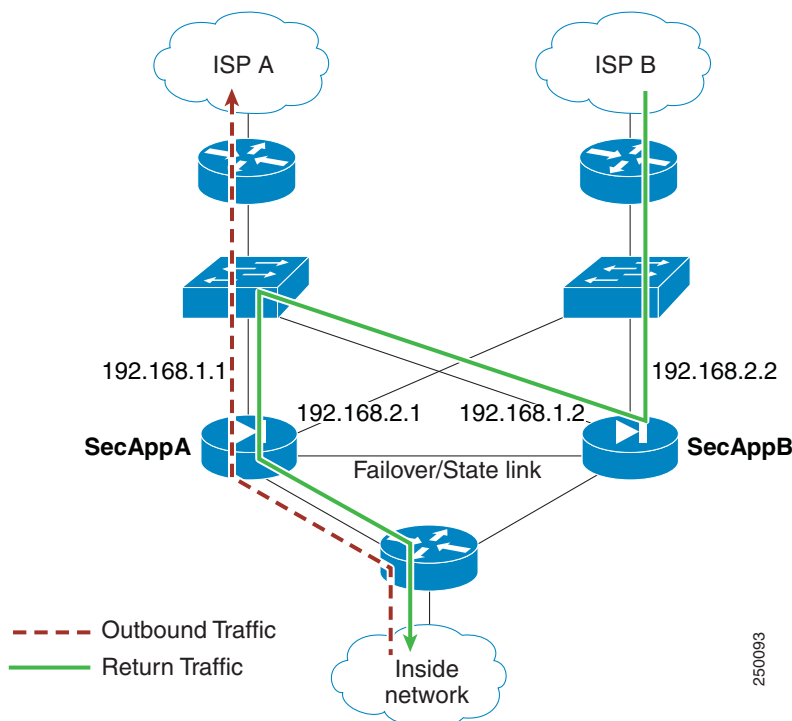 ISP A
ISP B
192.168.1.1
192.168.2.2
192.168.2.1
192.168.1.2
SecAppA
SecAppB
Failover/State link
Outbound Traffic
Return Traffic
Inside
network
250093